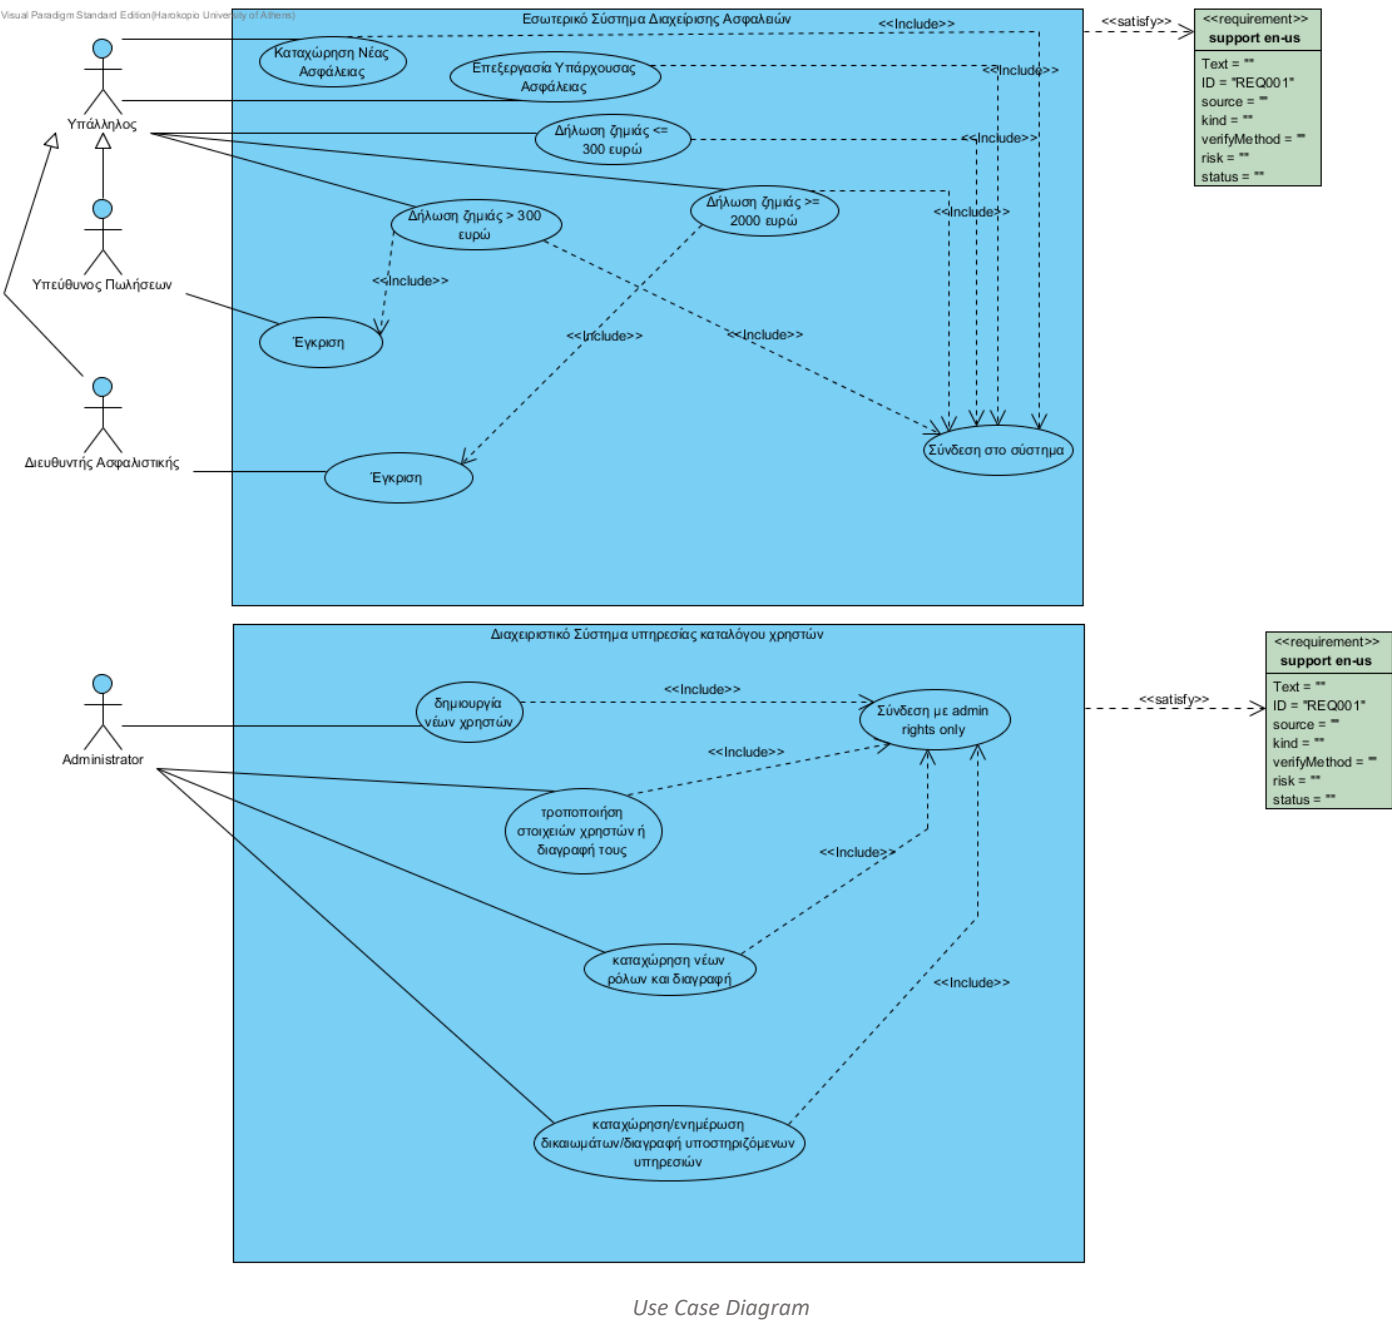 Visual Paradigm Standard Edition(Harokopio University of Athens)
Εσωτερικό Σύστημα Διαχείρισης Ασφαλειών
<<Include>>
<<satisfy>>
<<requirement>>
support en-us
Text = ""
ID = "REQ001"
source = ""
kind = ""
verifyMethod = ""
risk = ""
status = ""
Καταχώρηση Νέας
Ασφάλειας
Επεξεργασία Υπάρχουσας
Ασφάλειας
<<Include>>
Υπάλληλος
Δήλωση ζημιάς <=
300 ευρώ
<<Include>>
Δήλωση ζημιάς > 300
ευρώ
Δήλωση ζημιάς >=
2000 ευρώ
<<Include>>
Υπεύθυνος Πωλήσεων
<<Include>>
Έγκριση
<<Include>>
<<Include>>
Διευθυντής Ασφαλιστικής
Έγκριση
Σύνδεση στο σύστημα
Διαχειριστικό Σύστημα υπηρεσίας καταλόγου χρηστών
<<requirement>>
support en-us
Text = ""
ID = "REQ001"
source = ""
kind = ""
verifyMethod = ""
risk = ""
status = ""
<<satisfy>>
<<Include>>
δημιουργία
νέων χρηστών
Σύνδεση με admin
rights only
Administrator
<<Include>>
τροποποιήση
στοιχειών χρηστών ή
διαγραφή τους
<<Include>>
καταχώρηση νέων
ρόλων και διαγραφή
<<Include>>
καταχώρηση/ενημέρωση
δικαιωμάτων/διαγραφή υποστηριζόμενων
υπηρεσιών
Use Case Diagram